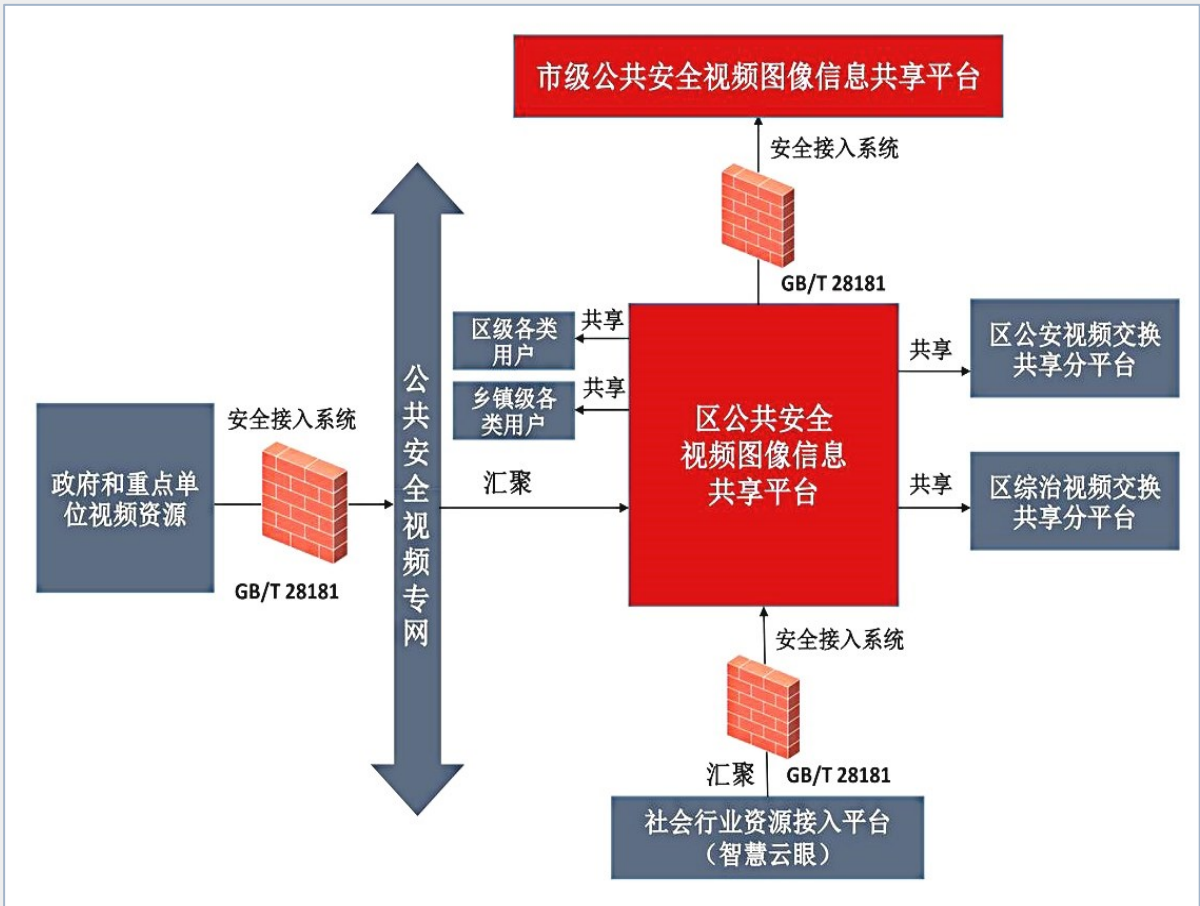 市级公共安全视频图像信息共享平台
安全接入系统
GB/T 28181
区级各类
用户
共享
乡镇级各
类用户
共享
区公共安全
视频图像信息
共享平台
共享
区公安视频交换
共享分平台
共享
区综治视频交换
共享分平台
政府和重点单
位视频资源
安全接入系统
GB/T 28181
公共安全视频专网
汇聚
安全接入系统
汇聚
GB/T 28181
社会行业资源接入平台
（智慧云眼）